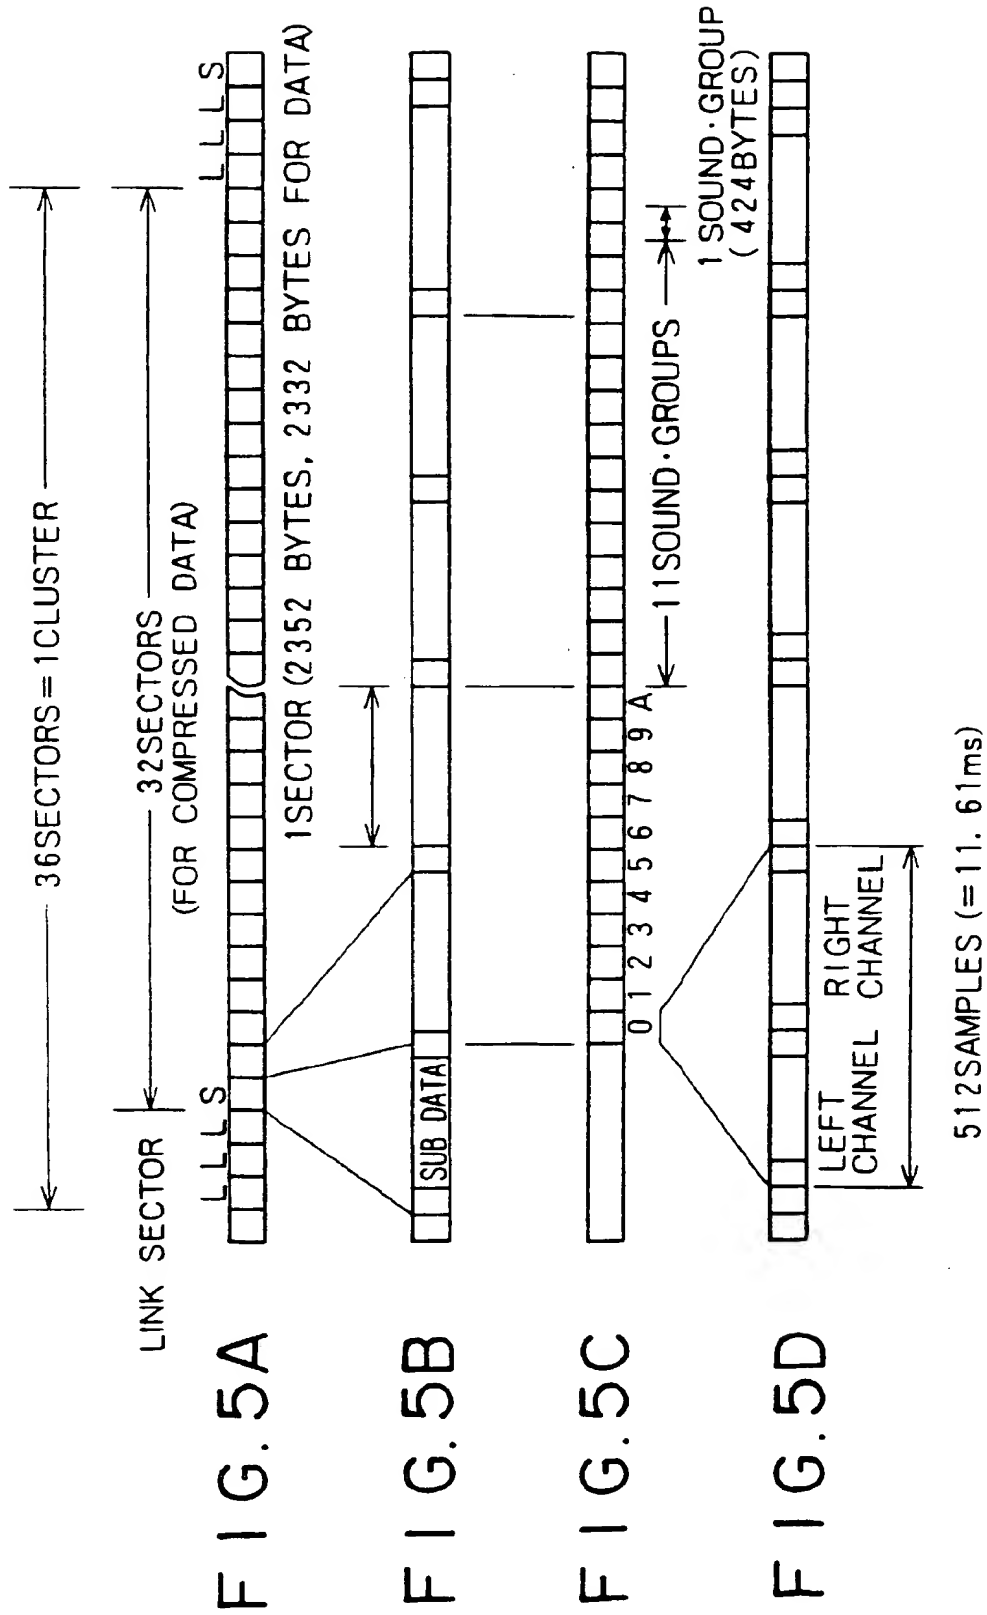 36SECTORS=1CLUSTER
LINK SECTOR
32SECTORS
(FOR COMPRESSED DATA)
L L L S
L L L S
FIG. 5A
1SECTOR (2352 BYTES, 2332 BYTES FOR DATA)
FIG. 5B
SUB DATA
FIG. 5C
0 1 2 3 4 5 6 7 8 9 A
11SOUND·GROUPS
1SOUND·GROUP
(424BYTES)
FIG. 5D
LEFT
CHANNEL
RIGHT
CHANNEL
512SAMPLES (=11. 61ms)